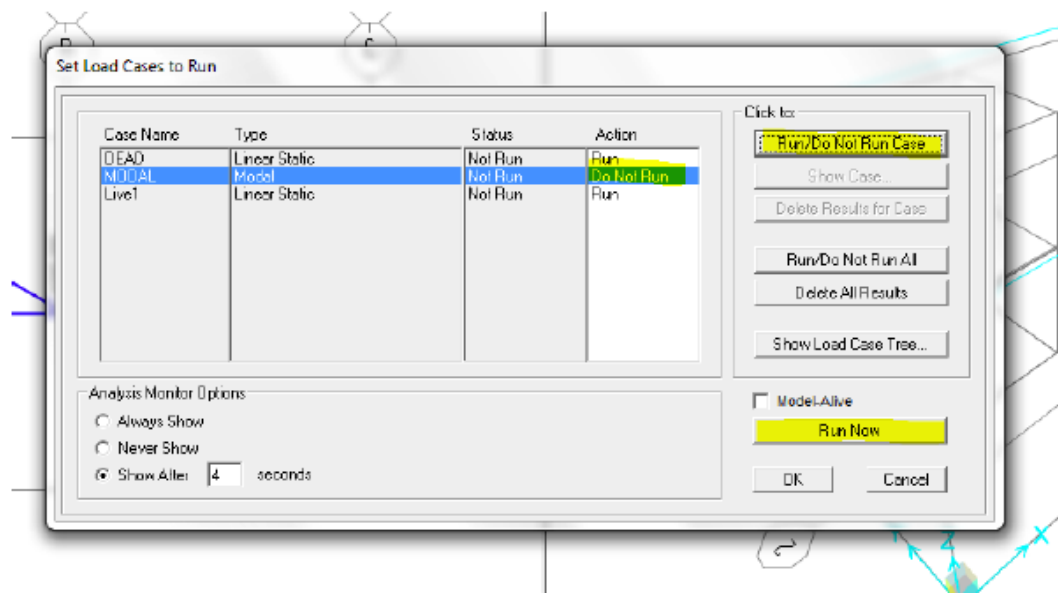 B
C
Set Load Cases to Run
Case Name Type Status Action
DEAD Linear Static Not Run Run
MODAL Modal Not Run Do Not Run
Live1 Linear Static Not Run Run
Click to:
Run/Do Not Run Case
Show Case...
Delete Results for Case
Run/Do Not Run All
Delete All Results
Show Load Case Tree...
Analysis Monitor Options
Always Show
Never Show
Show After 4 seconds
Model-Alive
Run Now
OK Cancel
2
Y Z X